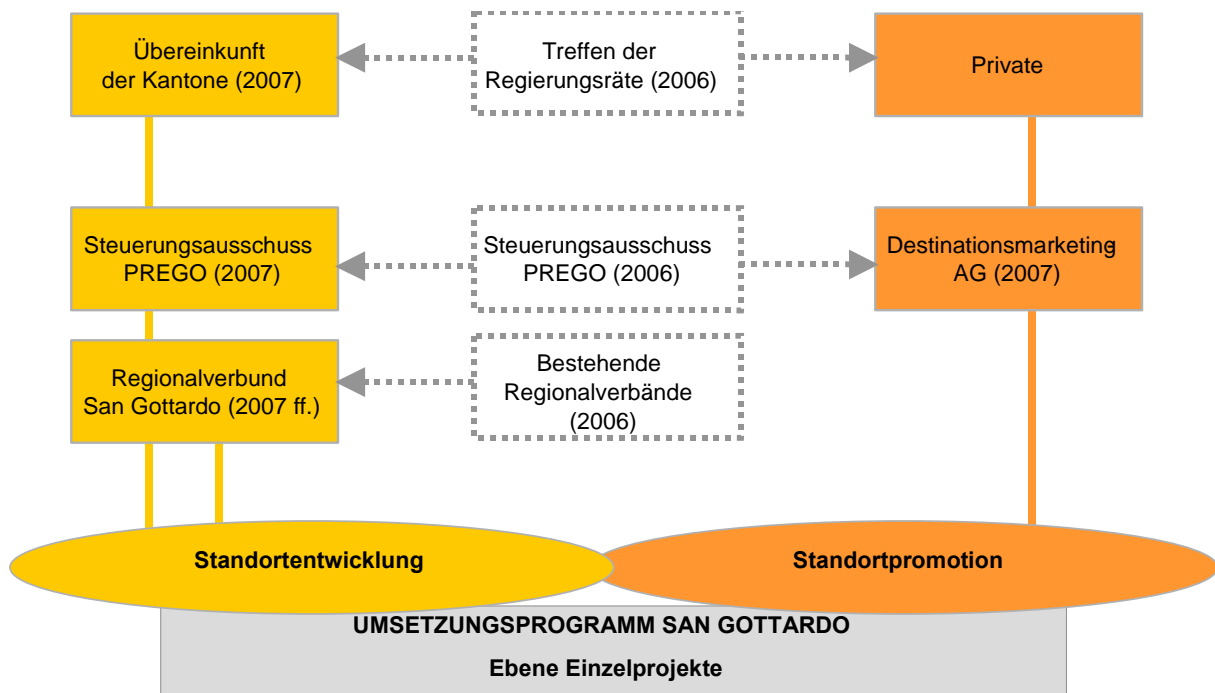 Übereinkunft
der Kantone (2007)
Treffen der
Regierungsräte (2006)
Private
Steuerungsausschuss
PREGO (2007)
Steuerungsausschuss
PREGO (2006)
Destinationsmarketing-
AG (2007)
Regionalverbund
San Gottardo (2007 ff.)
Bestehende
Regionalverbände
(2006)
Standortentwicklung
Standortpromotion
UMSETZUNGSPROGRAMM SAN GOTTARDO
Ebene Einzelprojekte